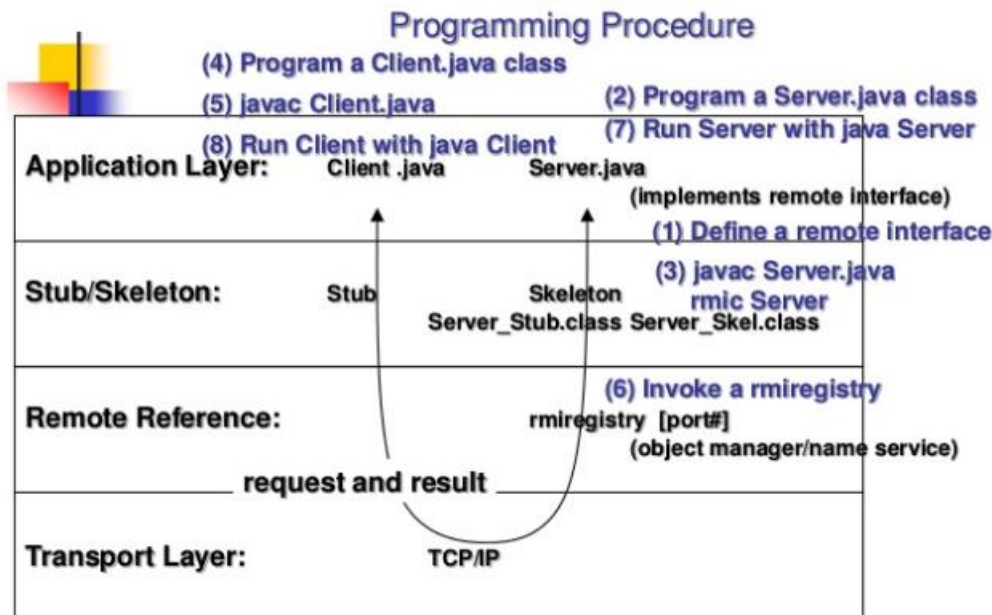 Programming Procedure
(4) Program a Client.java class
(5) javac Client.java
(2) Program a Server.java class
(8) Run Client with java Client
(7) Run Server with java Server
Application Layer: Client .java Server.java
(implements remote interface)
(1) Define a remote interface
(3) javac Server.java
rmic Server
Stub/Skeleton: Stub Skeleton
Server_Stub.class Server_Skel.class
(6) Invoke a rmiregistry
Remote Reference: rmiregistry [port#]
(object manager/name service)
request and result
Transport Layer: TCP/IP